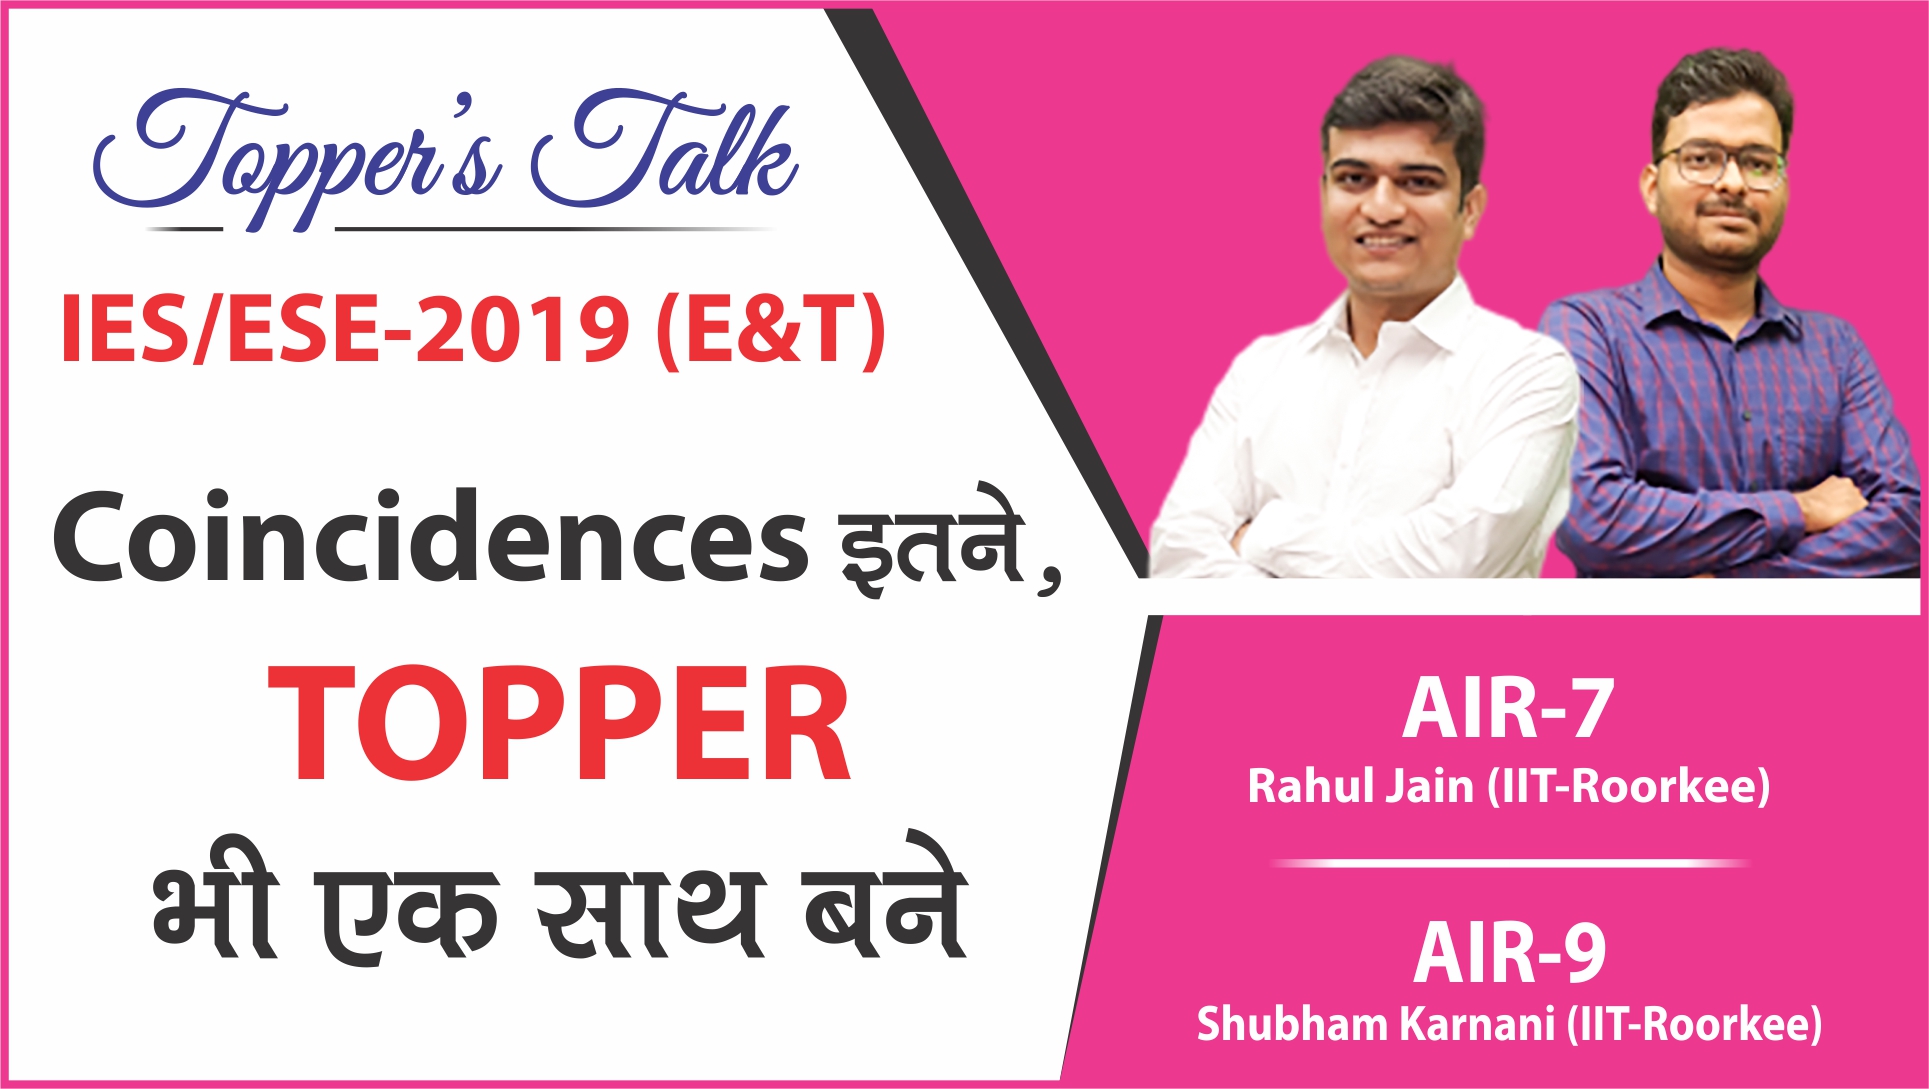 Topper's Talk
IES/ESE-2019 (E&T)
Coincidences इतने,
TOPPER
भी एक साथ बने
AIR-7
Rahul Jain (IIT-Roorkee)
AIR-9
Shubham Karnani (IIT-Roorkee)